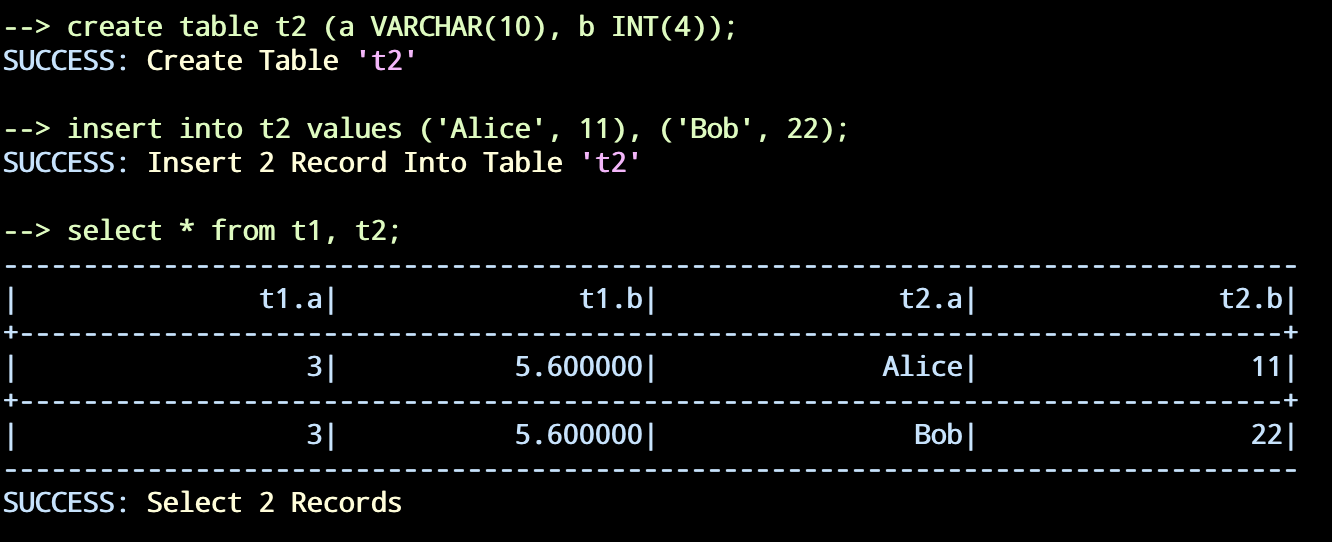 --> create table t2 (a VARCHAR(10), b INT(4));
SUCCESS: Create Table 't2'
--> insert into t2 values ('Alice', 11), ('Bob', 22);
SUCCESS: Insert 2 Record Into Table 't2'
--> select * from t1, t2;
---------------------------------------------------------------------------------
|               t1.a|               t1.b|               t2.a|               t2.b|
+-------------------------------------------------------------------------------+
|                  3|           5.600000|              Alice|                 11|
+-------------------------------------------------------------------------------+
|                  3|           5.600000|                Bob|                 22|
---------------------------------------------------------------------------------
SUCCESS: Select 2 Records